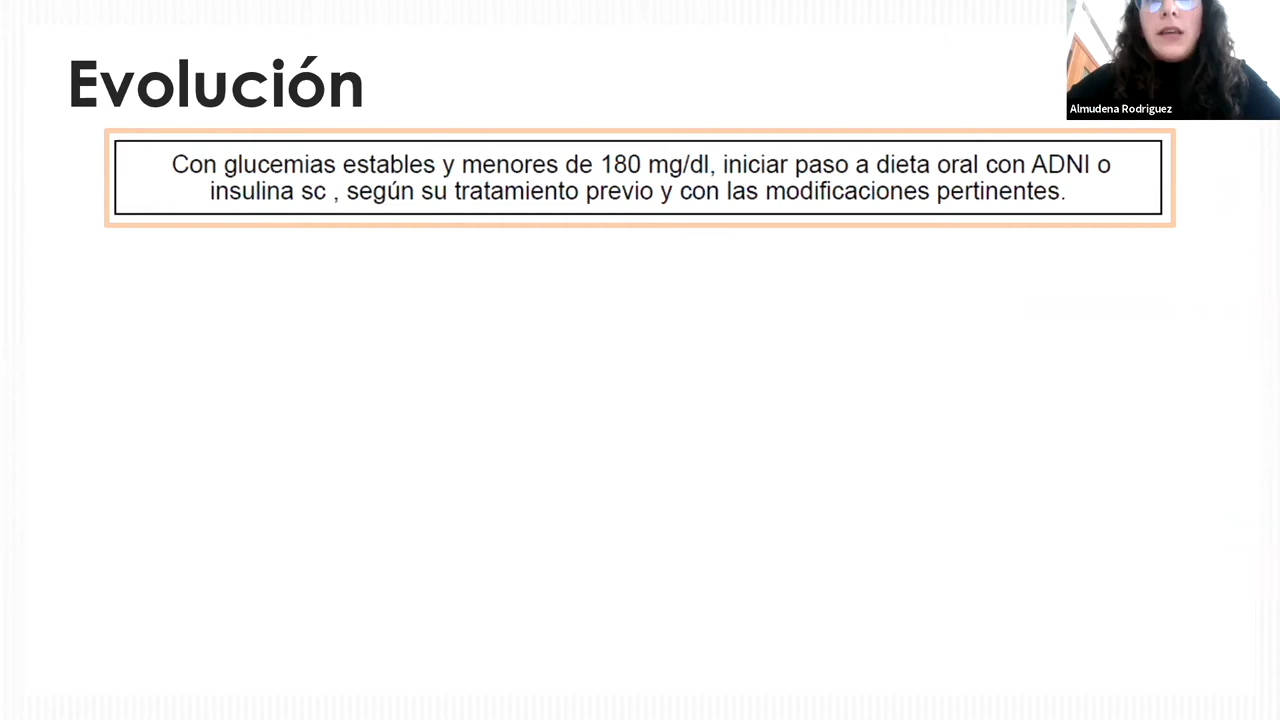 Evolución
Almudena Rodriguez
Con glucemias estables y menores de 180 mg/dl, iniciar paso a dieta oral con ADNI o
insulina sc , según su tratamiento previo y con las modificaciones pertinentes.